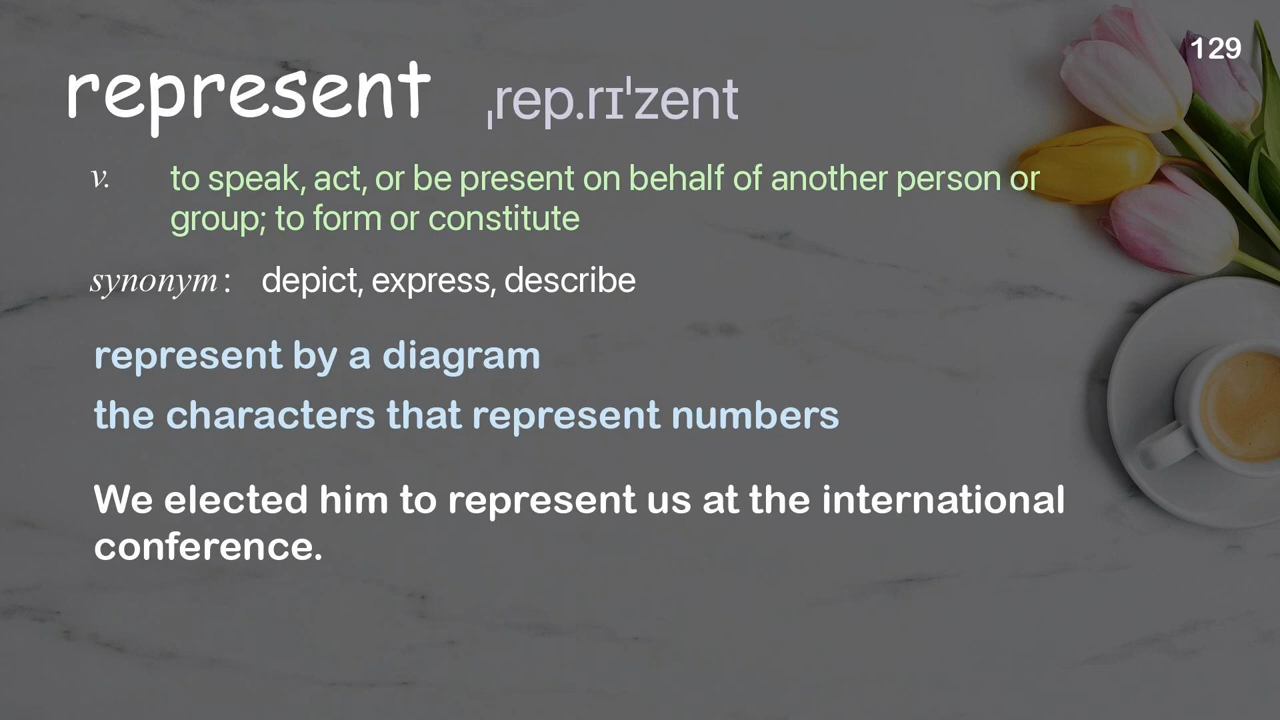 129
represent ˌrep.rɪˈzent
v. to speak, act, or be present on behalf of another person or
group; to form or constitute
synonym: depict, express, describe
represent by a diagram
the characters that represent numbers
We elected him to represent us at the international
conference.